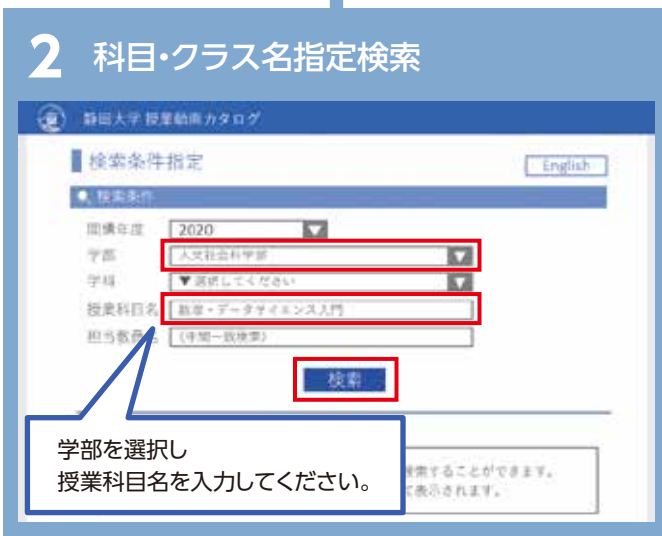 2 科目・クラス名指定検索
静岡大学 授業動画カタログ
検索条件指定
English
検索条件
開講年度 2020
学部 人文社会科学部
学科 ▼選択してください
授業科目名 数理・データサイエンス入門
担当教員名 (中間一致検索)
検索
学部を選択し
授業科目名を入力してください。
検索することができます。
て表示されます。